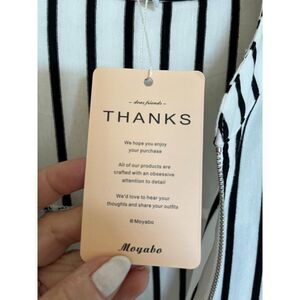 ~ dear friends ~
THANKS
We hope you enjoy
your purchase
All of our products are
crafted with an obsessive
attention to detail
We'd love to hear your
thoughts and share your outfits
@Moyabo
Moyabo